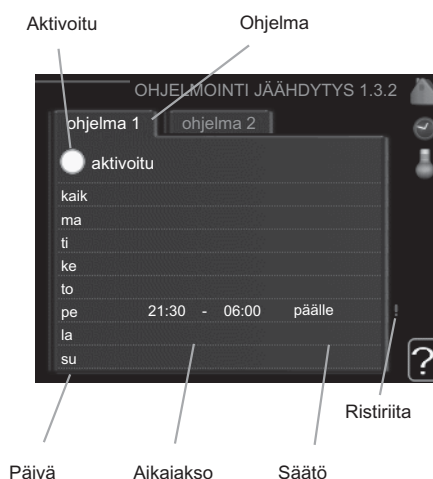 Aktivoitu Ohjelma
OHJELMOINTI JÄÄHDYTYS 1.3.2
ohjelma 1 ohjelma 2
aktivoitu
kaik
ma
ti
ke
to
pe 21:30 - 06:00 päälle !
la
su
?
Ristiriita
Päivä Aikajakso Säätö